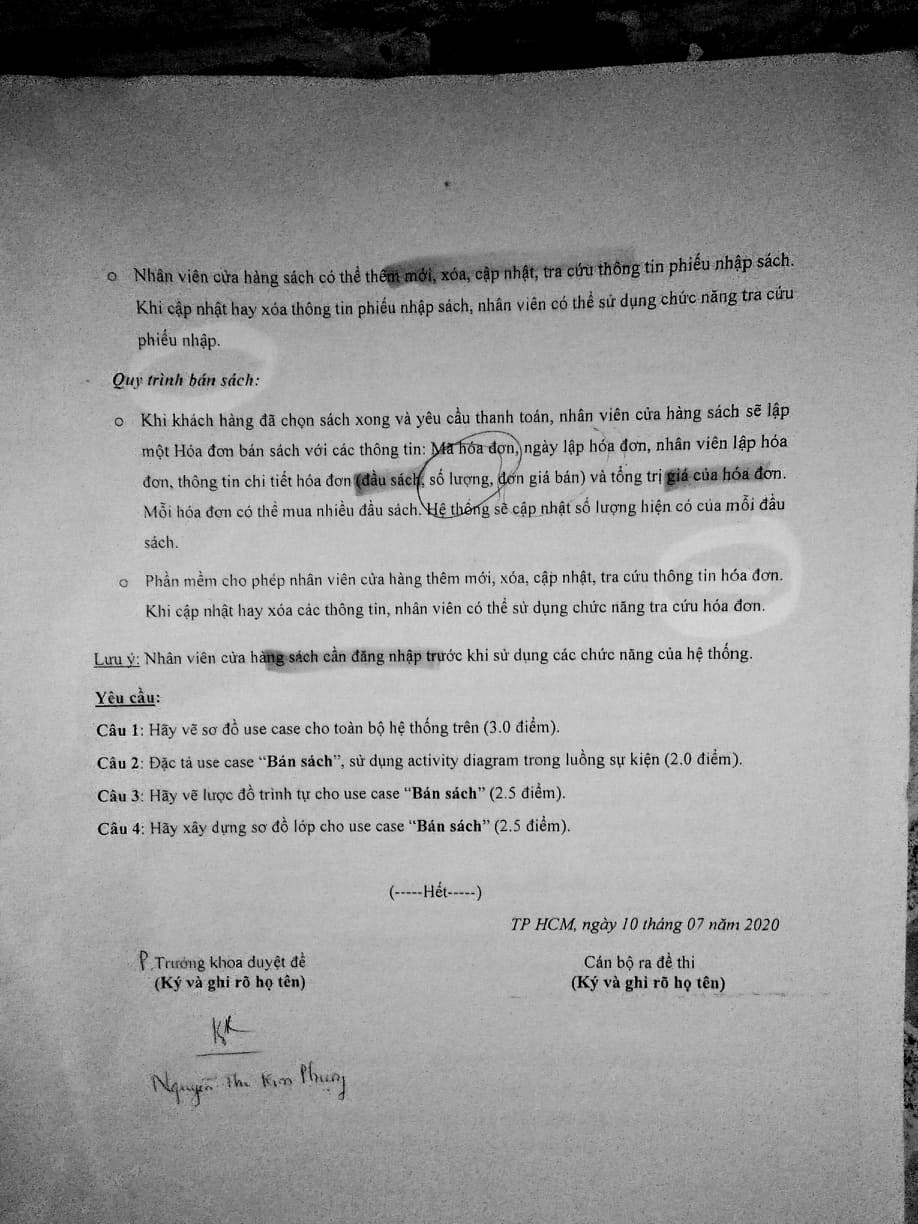 o Nhân viên cửa hàng sách có thể thêm mới, xóa, cập nhật, tra cứu thông tin phiếu nhập sách.
Khi cập nhật hay xóa thông tin phiếu nhập sách, nhân viên có thể sử dụng chức năng tra cứu
phiếu nhập.
Quy trình bán sách:
o Khi khách hàng đã chọn sách xong và yêu cầu thanh toán, nhân viên cửa hàng sách sẽ lập
một Hóa đơn bán sách với các thông tin: Mã hóa đơn, ngày lập hóa đơn, nhân viên lập hóa
đơn, thông tin chi tiết hóa đơn (đầu sách, số lượng, đơn giá bán) và tổng trị giá của hóa đơn.
Mỗi hóa đơn có thể mua nhiều đầu sách. Hệ thống sẽ cập nhật số lượng hiện có của mỗi đầu
sách.
o Phần mềm cho phép nhân viên cửa hàng thêm mới, xóa, cập nhật, tra cứu thông tin hóa đơn.
Khi cập nhật hay xóa các thông tin, nhân viên có thể sử dụng chức năng tra cứu hóa đơn.
Lưu ý: Nhân viên cửa hàng sách cần đăng nhập trước khi sử dụng các chức năng của hệ thống.
Yêu cầu:
Câu 1: Hãy vẽ sơ đồ use case cho toàn bộ hệ thống trên (3.0 điểm).
Câu 2: Đặc tả use case “Bán sách”, sử dụng activity diagram trong luồng sự kiện (2.0 điểm).
Câu 3: Hãy vẽ lược đồ trình tự cho use case “Bán sách” (2.5 điểm).
Câu 4: Hãy xây dựng sơ đồ lớp cho use case “Bán sách” (2.5 điểm).
(-----Hết-----)
TP HCM, ngày 10 tháng 07 năm 2020
P. Trưởng khoa duyệt đề
Cán bộ ra đề thi
(Ký và ghi rõ họ tên)
(Ký và ghi rõ họ tên)
Nguyễn Thị Kim Phụng